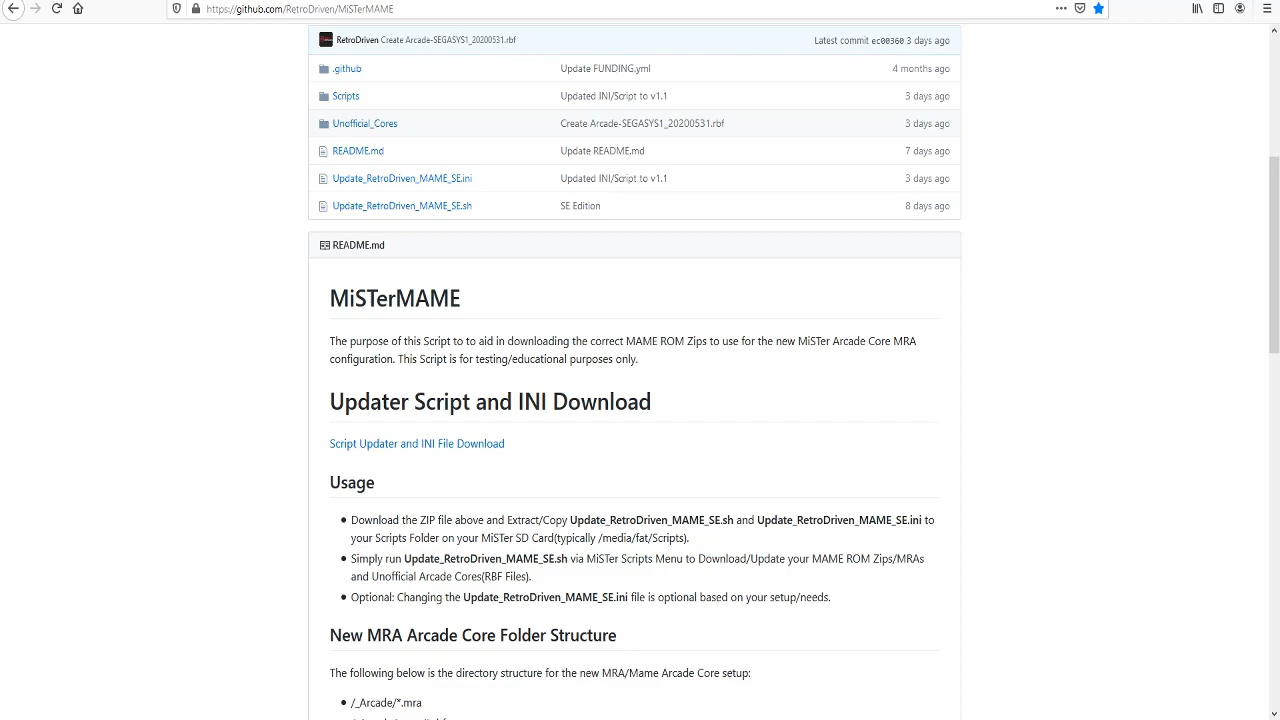 https://github.com/RetroDriven/MiSTerMAME
RetroDriven Create Arcade-SEGASYS1_20200531.rbf Latest commit ec00360 3 days ago
.github Update FUNDING.yml 4 months ago
Scripts Updated INI/Script to v1.1 3 days ago
Unofficial_Cores Create Arcade-SEGASYS1_20200531.rbf 3 days ago
README.md Update README.md 7 days ago
Update_RetroDriven_MAME_SE.ini Updated INI/Script to v1.1 3 days ago
Update_RetroDriven_MAME_SE.sh SE Edition 8 days ago
README.md
MiSTerMAME
The purpose of this Script to to aid in downloading the correct MAME ROM Zips to use for the new MiSTer Arcade Core MRA
configuration. This Script is for testing/educational purposes only.
Updater Script and INI Download
Script Updater and INI File Download
Usage
• Download the ZIP file above and Extract/Copy Update_RetroDriven_MAME_SE.sh and Update_RetroDriven_MAME_SE.ini to
your Scripts Folder on your MiSTer SD Card(typically /media/fat/Scripts).
• Simply run Update_RetroDriven_MAME_SE.sh via MiSTer Scripts Menu to Download/Update your MAME ROM Zips/MRAs
and Unofficial Arcade Cores(RBF Files).
• Optional: Changing the Update_RetroDriven_MAME_SE.ini file is optional based on your setup/needs.
New MRA Arcade Core Folder Structure
The following below is the directory structure for the new MRA/Mame Arcade Core setup:
• /_Arcade/*.mra